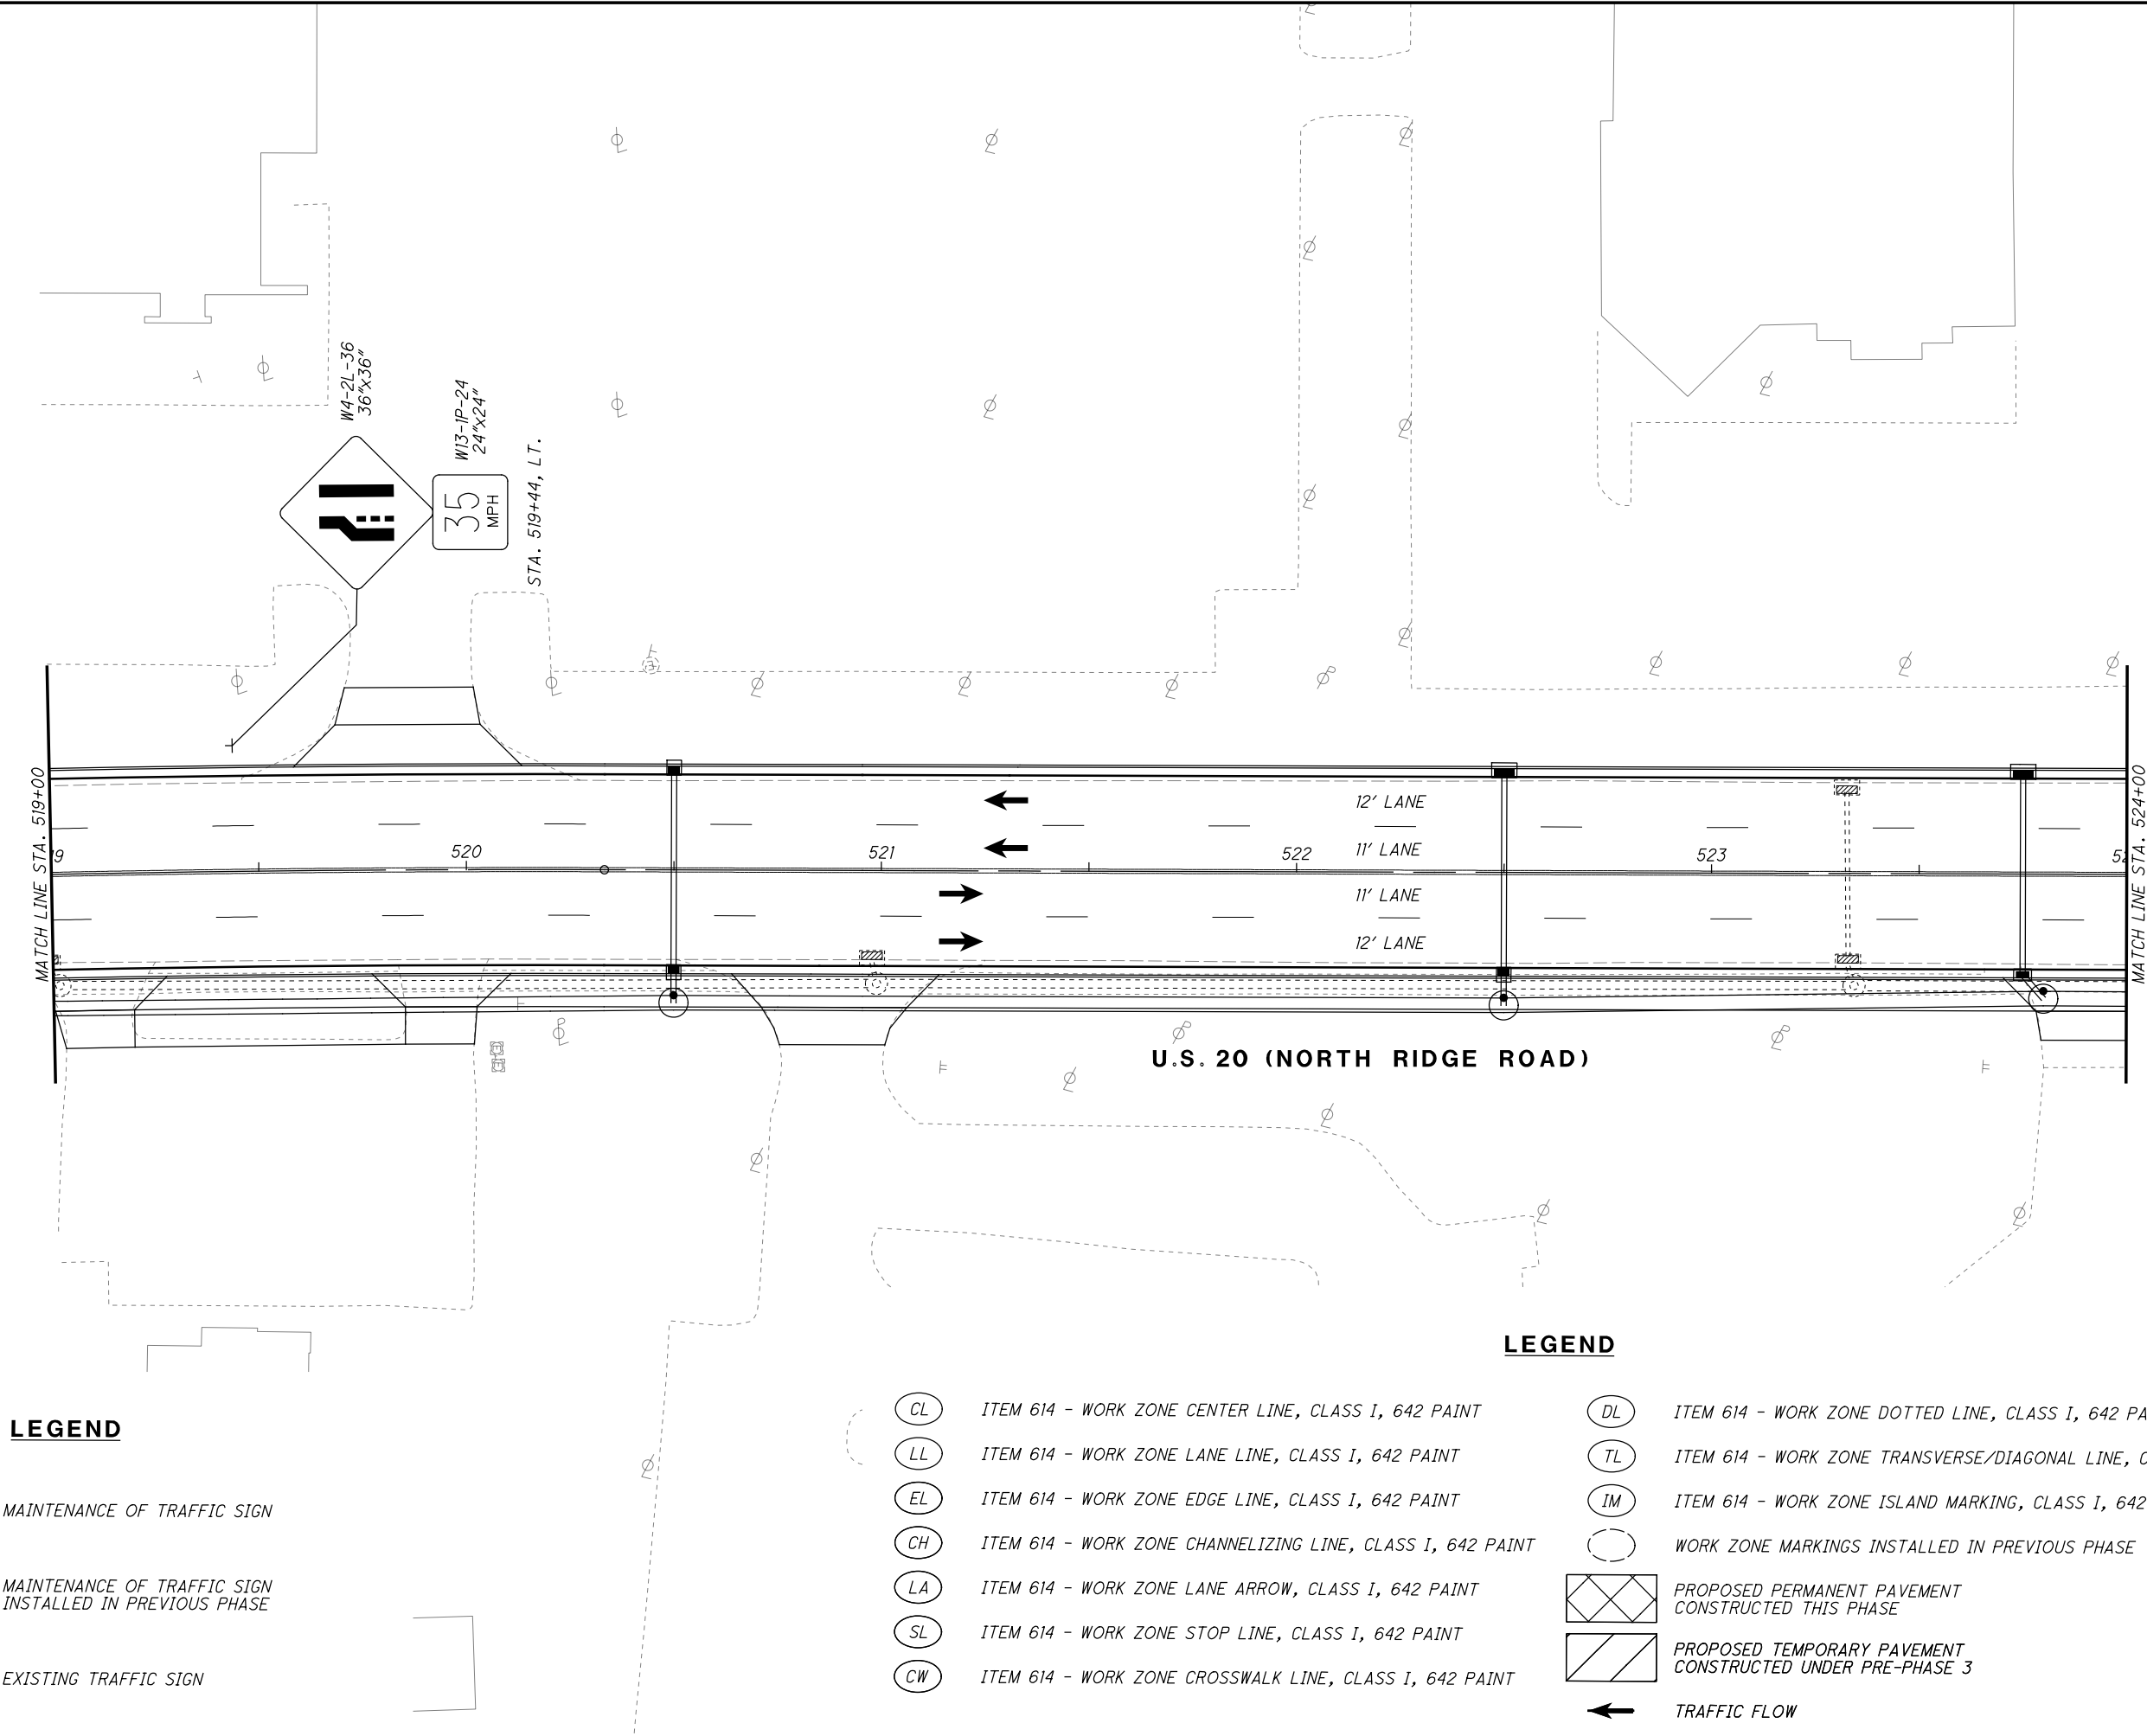 W4-2L-36
36"x36"
W13-1P-24
24"x24"
35
MPH
STA. 519+44, LT.
MATCH LINE STA. 519+00
MATCH LINE STA. 524+00
12' LANE
11' LANE
11' LANE
12' LANE
19
520
521
522
523
52
U.S. 20 (NORTH RIDGE ROAD)
LEGEND
MAINTENANCE OF TRAFFIC SIGN
MAINTENANCE OF TRAFFIC SIGN
INSTALLED IN PREVIOUS PHASE
EXISTING TRAFFIC SIGN
LEGEND
CL ITEM 614 - WORK ZONE CENTER LINE, CLASS I, 642 PAINT
LL ITEM 614 - WORK ZONE LANE LINE, CLASS I, 642 PAINT
EL ITEM 614 - WORK ZONE EDGE LINE, CLASS I, 642 PAINT
CH ITEM 614 - WORK ZONE CHANNELIZING LINE, CLASS I, 642 PAINT
LA ITEM 614 - WORK ZONE LANE ARROW, CLASS I, 642 PAINT
SL ITEM 614 - WORK ZONE STOP LINE, CLASS I, 642 PAINT
CW ITEM 614 - WORK ZONE CROSSWALK LINE, CLASS I, 642 PAINT
DL ITEM 614 - WORK ZONE DOTTED LINE, CLASS I, 642 PA
TL ITEM 614 - WORK ZONE TRANSVERSE/DIAGONAL LINE, C
IM ITEM 614 - WORK ZONE ISLAND MARKING, CLASS I, 642
WORK ZONE MARKINGS INSTALLED IN PREVIOUS PHASE
PROPOSED PERMANENT PAVEMENT
CONSTRUCTED THIS PHASE
PROPOSED TEMPORARY PAVEMENT
CONSTRUCTED UNDER PRE-PHASE 3
TRAFFIC FLOW